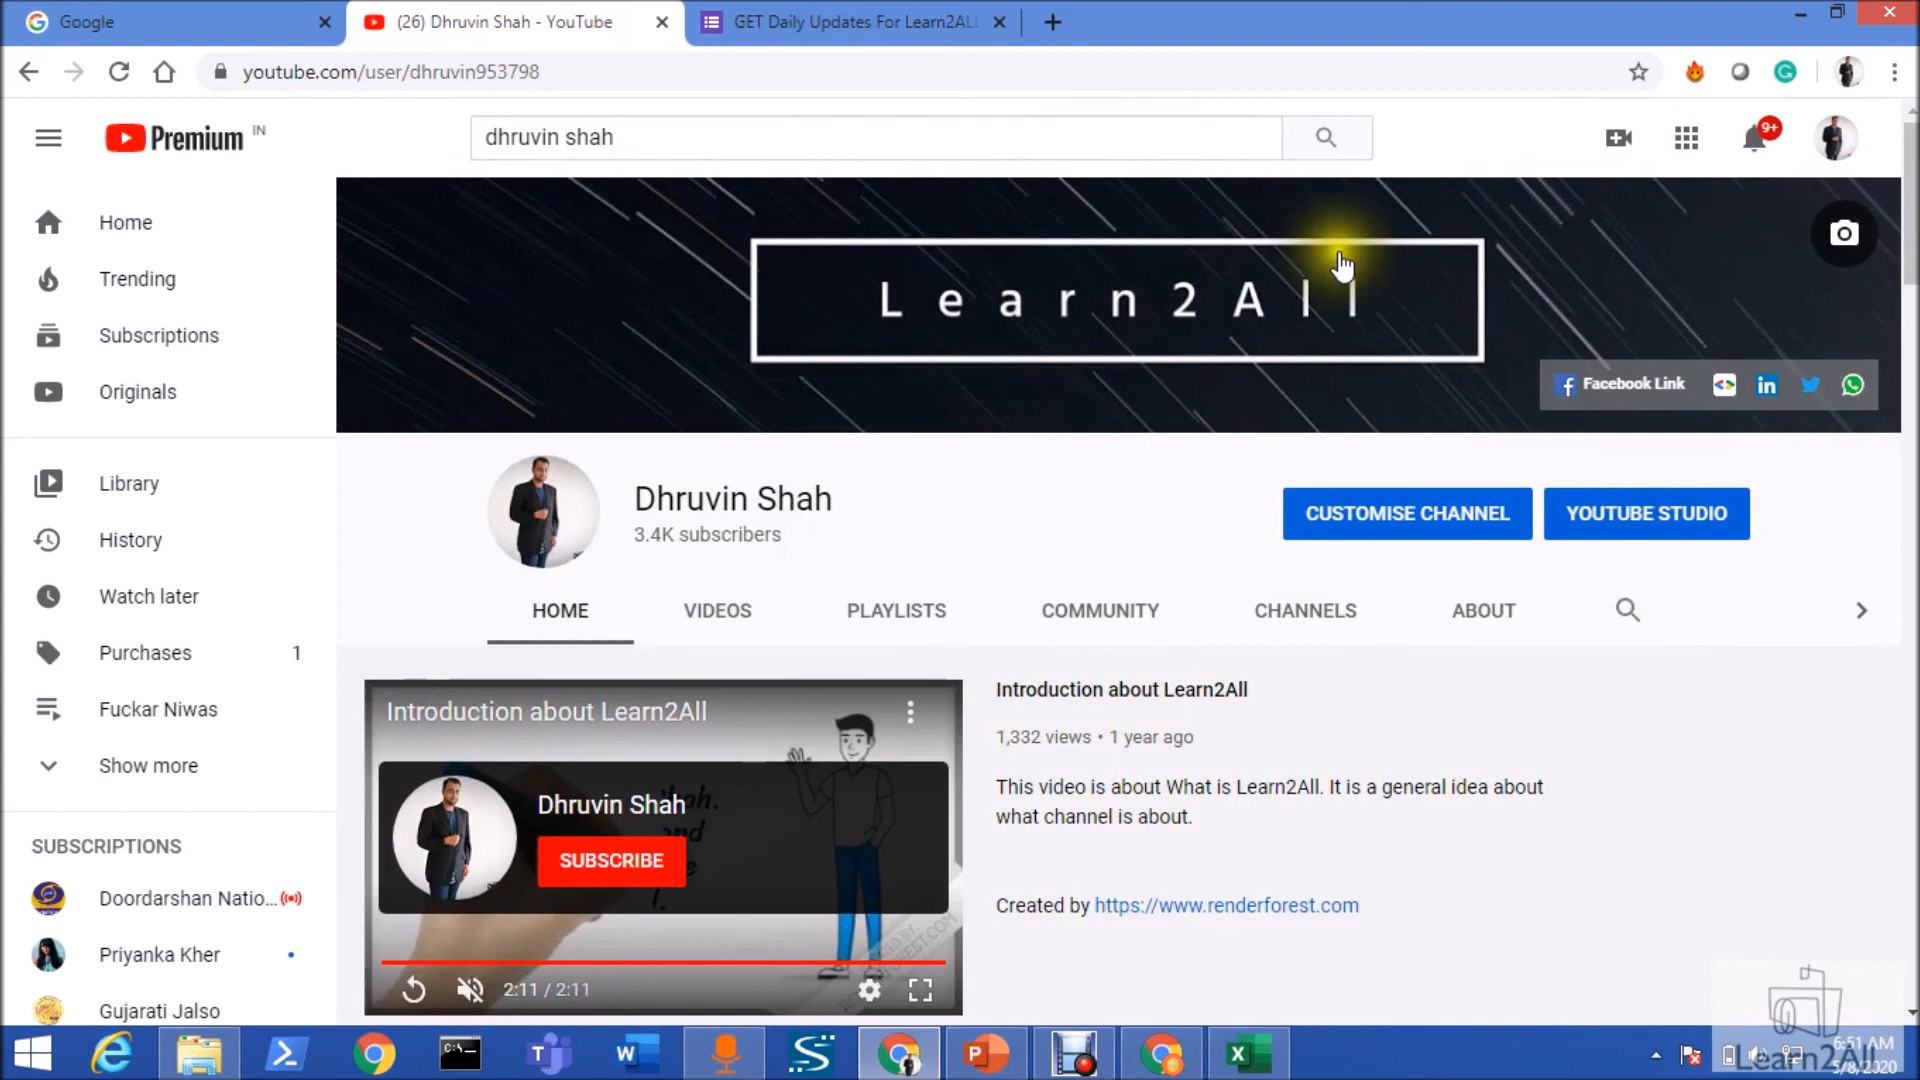 Google
(26) Dhruvin Shah - YouTube
GET Daily Updates For Learn2AL
youtube.com/user/dhruvin953798
Premium IN
dhruvin shah
9+
Home
Trending
Subscriptions
Originals
Library
History
Watch later
Purchases 1
Fuckar Niwas
Show more
SUBSCRIPTIONS
Doordarshan Natio...
Priyanka Kher
Gujarati Jalso
Learn2All
Facebook Link
Dhruvin Shah
3.4K subscribers
CUSTOMISE CHANNEL
YOUTUBE STUDIO
HOME
VIDEOS
PLAYLISTS
COMMUNITY
CHANNELS
ABOUT
Introduction about Learn2All
Dhruvin Shah
SUBSCRIBE
2:11 / 2:11
Introduction about Learn2All
1,332 views • 1 year ago
This video is about What is Learn2All. It is a general idea about
what channel is about.
Created by https://www.renderforest.com
6:51 AM
5/8/2020
Learn2All